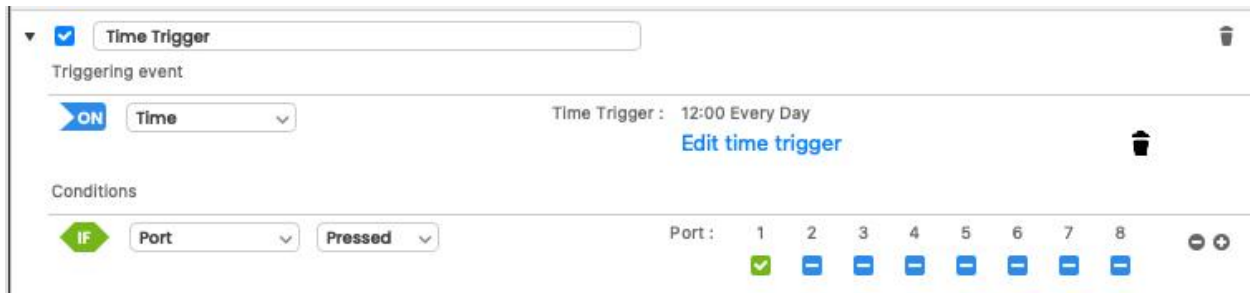 Time Trigger
Triggering event
ON Time Time Trigger : 12:00 Every Day
Edit time trigger
Conditions
IF Port Pressed Port : 1 2 3 4 5 6 7 8